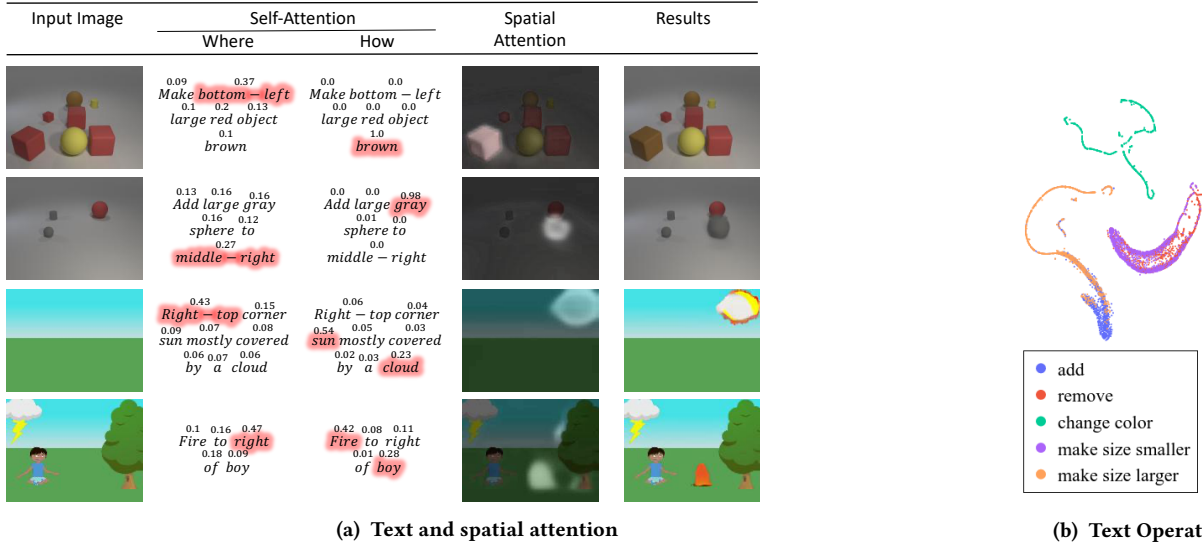 Input Image Self-Attention Spatial Attention Results
Where How
0.09 0.37
Make bottom – left
0.1 0.2 0.13
large red object
0.1
brown
0.0 0.0
Make bottom – left
0.0 0.0 0.0
large red object
1.0
brown
0.13 0.16 0.16
Add large gray
0.16 0.12
sphere to
0.27
middle – right
0.0 0.0 0.98
Add large gray
0.01 0.0
sphere to
0.0
middle – right
0.43 0.15
Right – top corner
0.09 0.07 0.08
sun mostly covered
0.06 0.07 0.06
by a cloud
0.06 0.04
Right – top corner
0.54 0.05 0.03
sun mostly covered
0.02 0.03 0.23
by a cloud
0.1 0.16 0.47
Fire to right
0.18 0.09
of boy
0.42 0.08 0.11
Fire to right
0.01 0.28
of boy
(a) Text and spatial attention
add
remove
change color
make size smaller
make size larger
(b) Text Operat